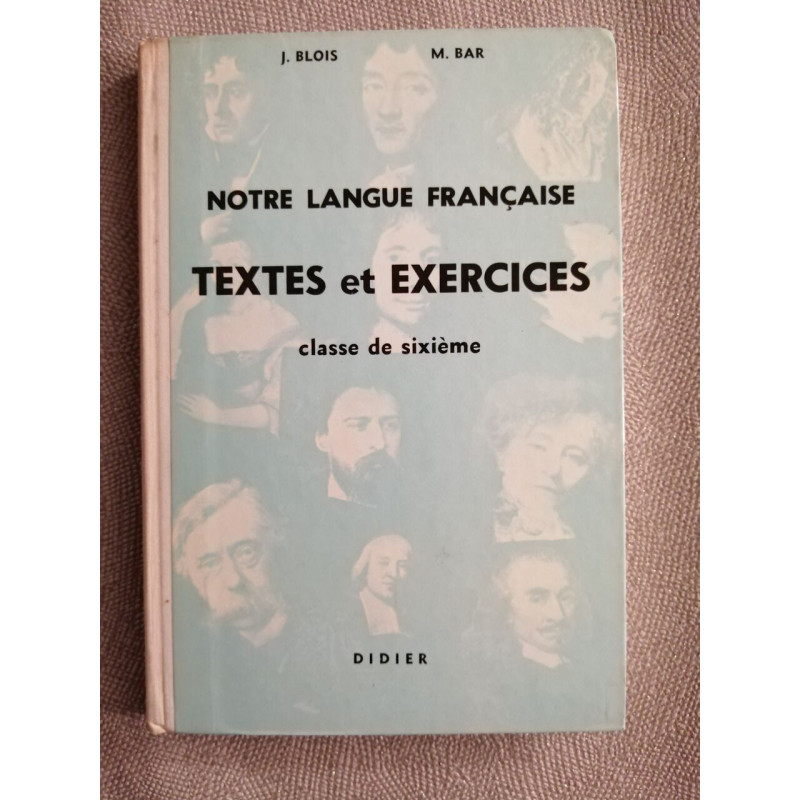 J. BLOIS M. BAR
NOTRE LANGUE FRANÇAISE
TEXTES et EXERCICES
classe de sixième
DIDIER